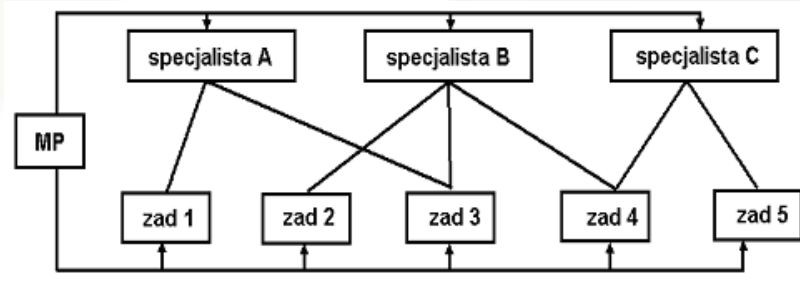 specjalista A
specjalista B
specjalista C
MP
zad 1
zad 2
zad 3
zad 4
zad 5